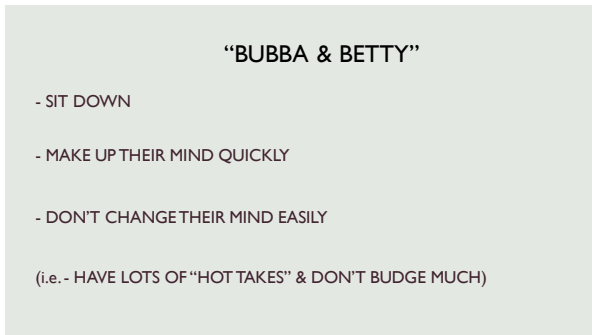 “BUBBA & BETTY”
- SIT DOWN
- MAKE UP THEIR MIND QUICKLY
- DON’T CHANGE THEIR MIND EASILY
(i.e. - HAVE LOTS OF “HOT TAKES” & DON’T BUDGE MUCH)